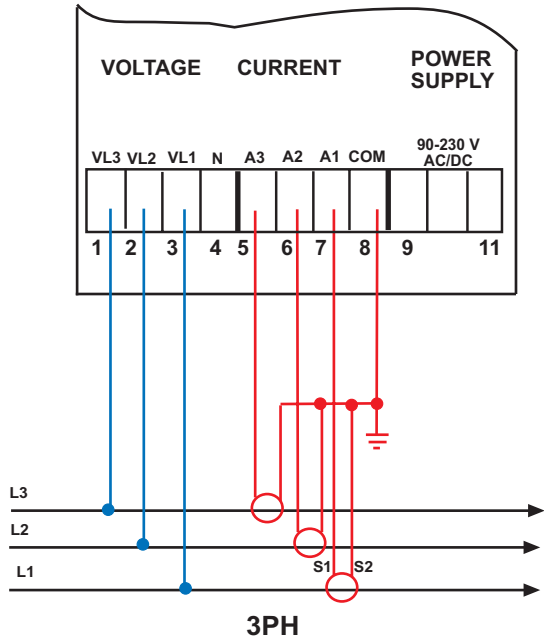 VOLTAGE CURRENT POWER SUPPLY
VL3 VL2 VL1 N A3 A2 A1 COM 90-230 V AC/DC
1 2 3 4 5 6 7 8 9 11
L3
L2
S1 S2
L1
3PH